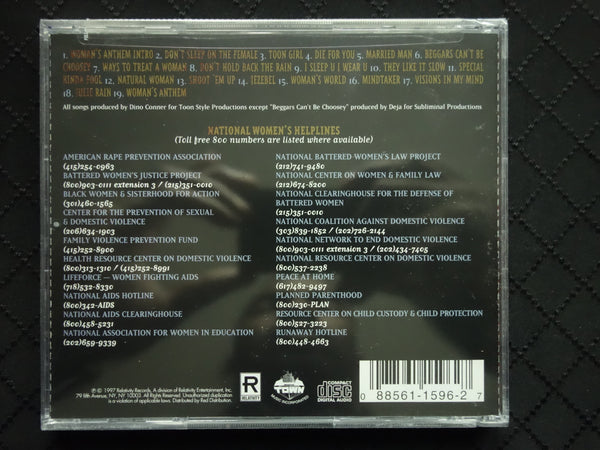 1. WOMAN'S ANTHEM INTRO 2. DON'T SLEEP ON THE FEMALE 3. TOON GIRL 4. DIE FOR YOU 5. MARRIED MAN 6. BEGGARS CAN'T BE
CHOOSEY 7. WAYS TO TREAT A WOMAN 8. DON'T HOLD BACK THE RAIN 9. I SLEEP U I WEAR U 10. THEY LIKE IT SLOW 11. SPECIAL
KINDA FOOL 12. NATURAL WOMAN 13. SHOOT 'EM UP 14. JEZEBEL 15. WOMAN'S WORLD 16. MINDTAKER 17. VISIONS IN MY MIND
18. JUESE RAIN 19. WOMAN'S ANTHEM
All songs produced by Dino Conner for Toon Style Productions except "Beggars Can't Be Choosey" produced by Deja for Subliminal Productions
NATIONAL WOMEN'S HELPLINES
(Toll free 800 numbers are listed where available)
AMERICAN RAPE PREVENTION ASSOCIATION
(415)254-0963
BATTERED WOMEN'S JUSTICE PROJECT
(800)903-0111 extension 3 / (215)351-0010
BLACK WOMEN & SISTERHOOD FOR ACTION
(301)460-1565
CENTER FOR THE PREVENTION OF SEXUAL
& DOMESTIC VIOLENCE
(206)634-1903
FAMILY VIOLENCE PREVENTION FUND
(415)252-8900
HEALTH RESOURCE CENTER ON DOMESTIC VIOLENCE
(800)313-1310 / (415)252-8991
LIFEFORCE — WOMEN FIGHTING AIDS
(718)532-8330
NATIONAL AIDS HOTLINE
(800)342-AIDS
NATIONAL AIDS CLEARINGHOUSE
(800)458-5231
NATIONAL ASSOCIATION FOR WOMEN IN EDUCATION
(202)659-9339
NATIONAL BATTERED WOMEN'S LAW PROJECT
(212)741-9480
NATIONAL CENTER ON WOMEN & FAMILY LAW
(212)674-8200
NATIONAL CLEARINGHOUSE FOR THE DEFENSE OF
BATTERED WOMEN
(215)351-0010
NATIONAL COALITION AGAINST DOMESTIC VIOLENCE
(303)839-1852 / (202)726-2144
NATIONAL NETWORK TO END DOMESTIC VIOLENCE
(800)903-0111 extension 3 / (202)434-7405
NATIONAL RESOURCE CENTER ON DOMESTIC VIOLENCE
(800)537-2238
PEACE AT HOME
(617)482-9497
PLANNED PARENTHOOD
(800)230-PLAN
RESOURCE CENTER ON CHILD CUSTODY & CHILD PROTECTION
(800)527-3223
RUNAWAY HOTLINE
(800)448-4663
℗ © 1997 Relativity Records, A division of Relativity Entertainment, Inc.
79 fifth Avenue, NY, NY 10003. All Rights Reserved. Unauthorized duplication
is a violation of applicable laws. Distributed by Red Distribution.
R
RELATIVITY
TOWN
MUSIC INCORPORATED
COMPACT
disc
DIGITAL AUDIO
0 88561-1596-2 7